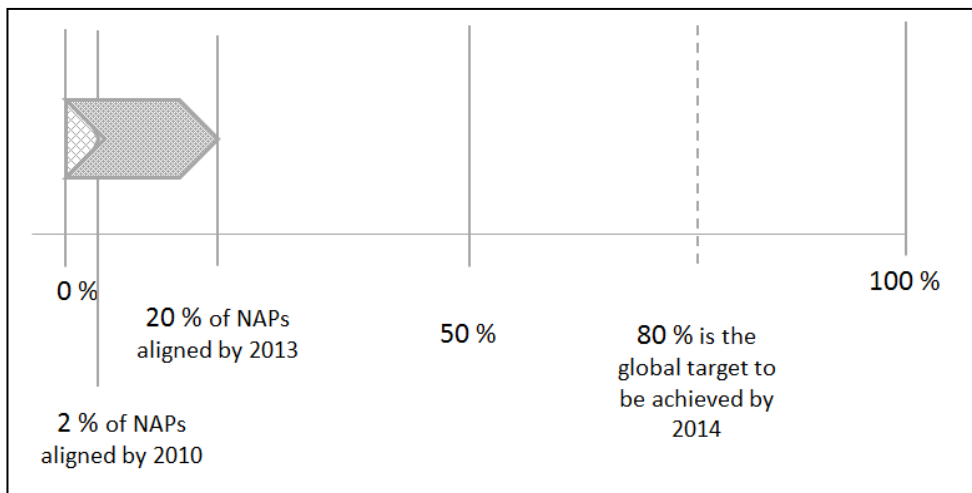 0 %
20 % of NAPs
aligned by 2013
2 % of NAPs
aligned by 2010
50 %
80 % is the
global target to
be achieved by
2014
100 %